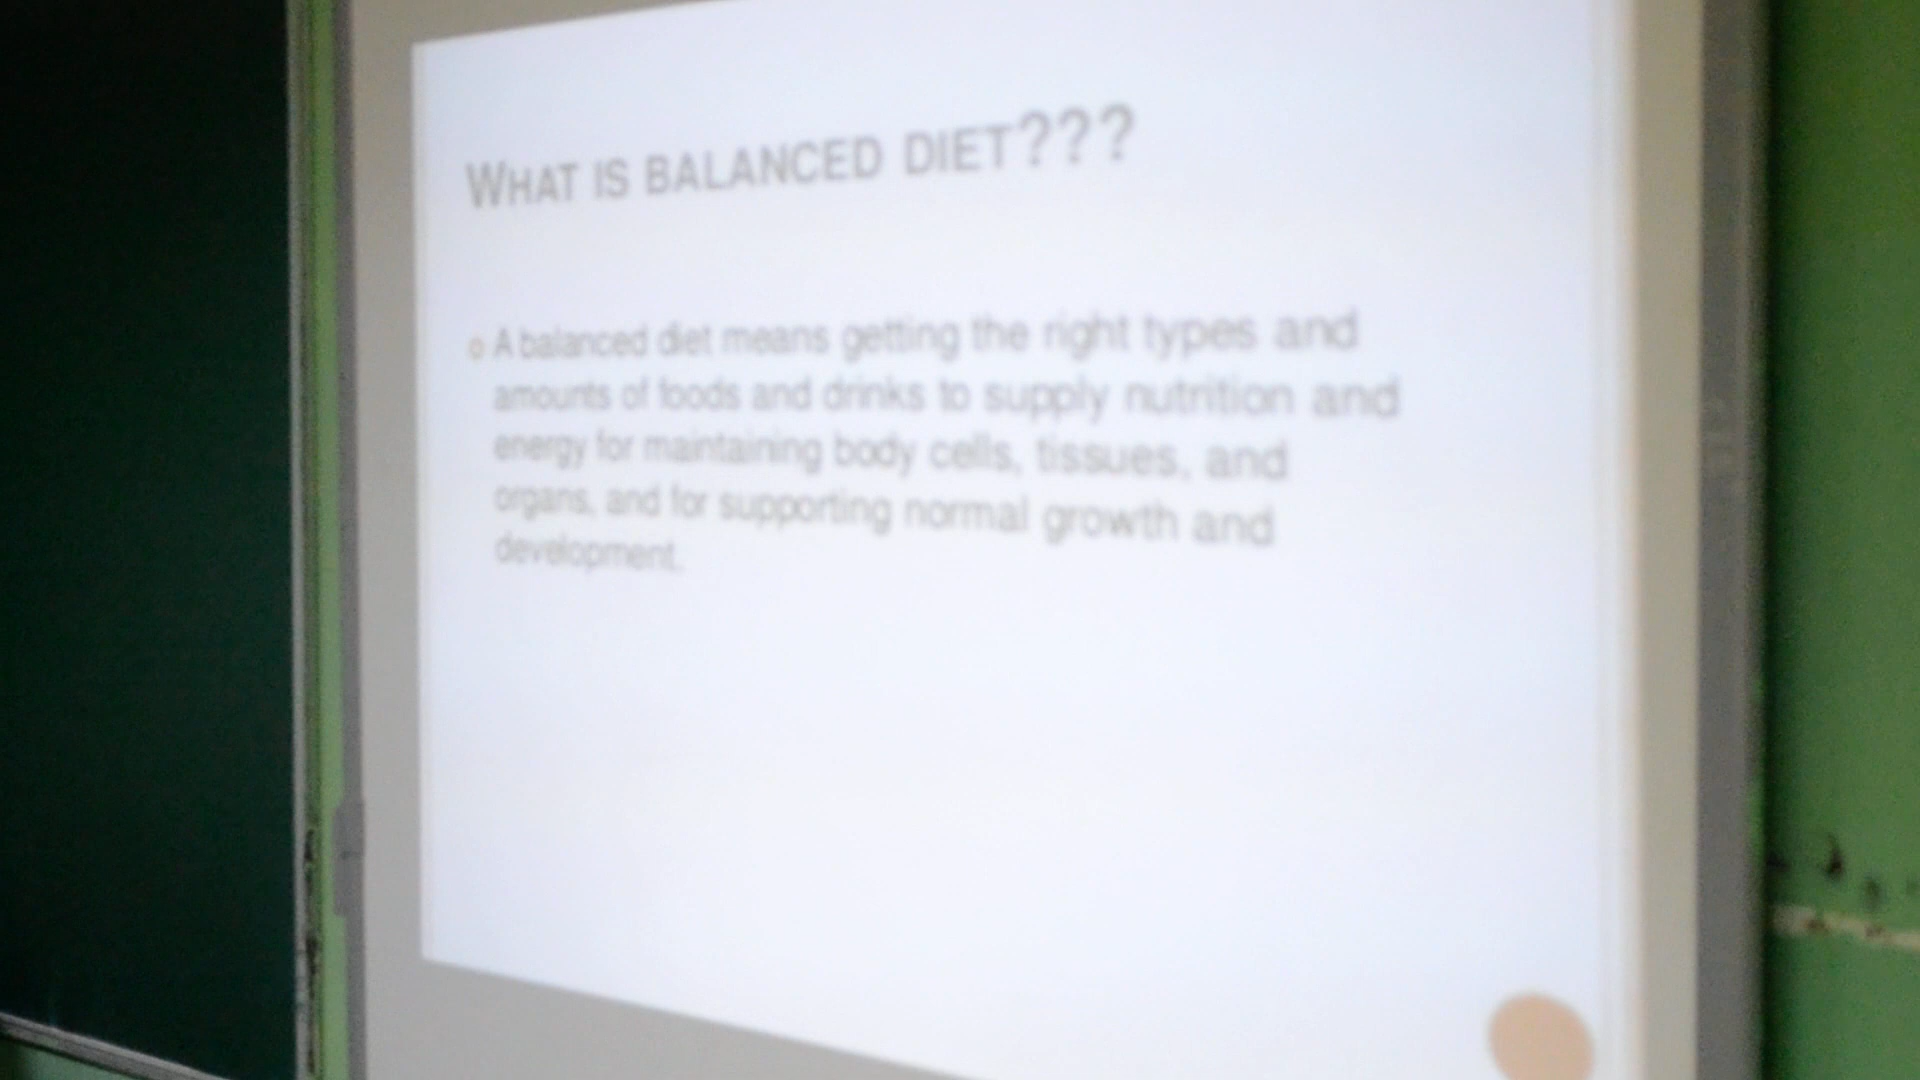 WHAT IS BALANCED DIET???
A balanced diet means getting the right types and
amounts of foods and drinks to supply nutrition and
energy for maintaining body cells, tissues, and
organs, and for supporting normal growth and
development.